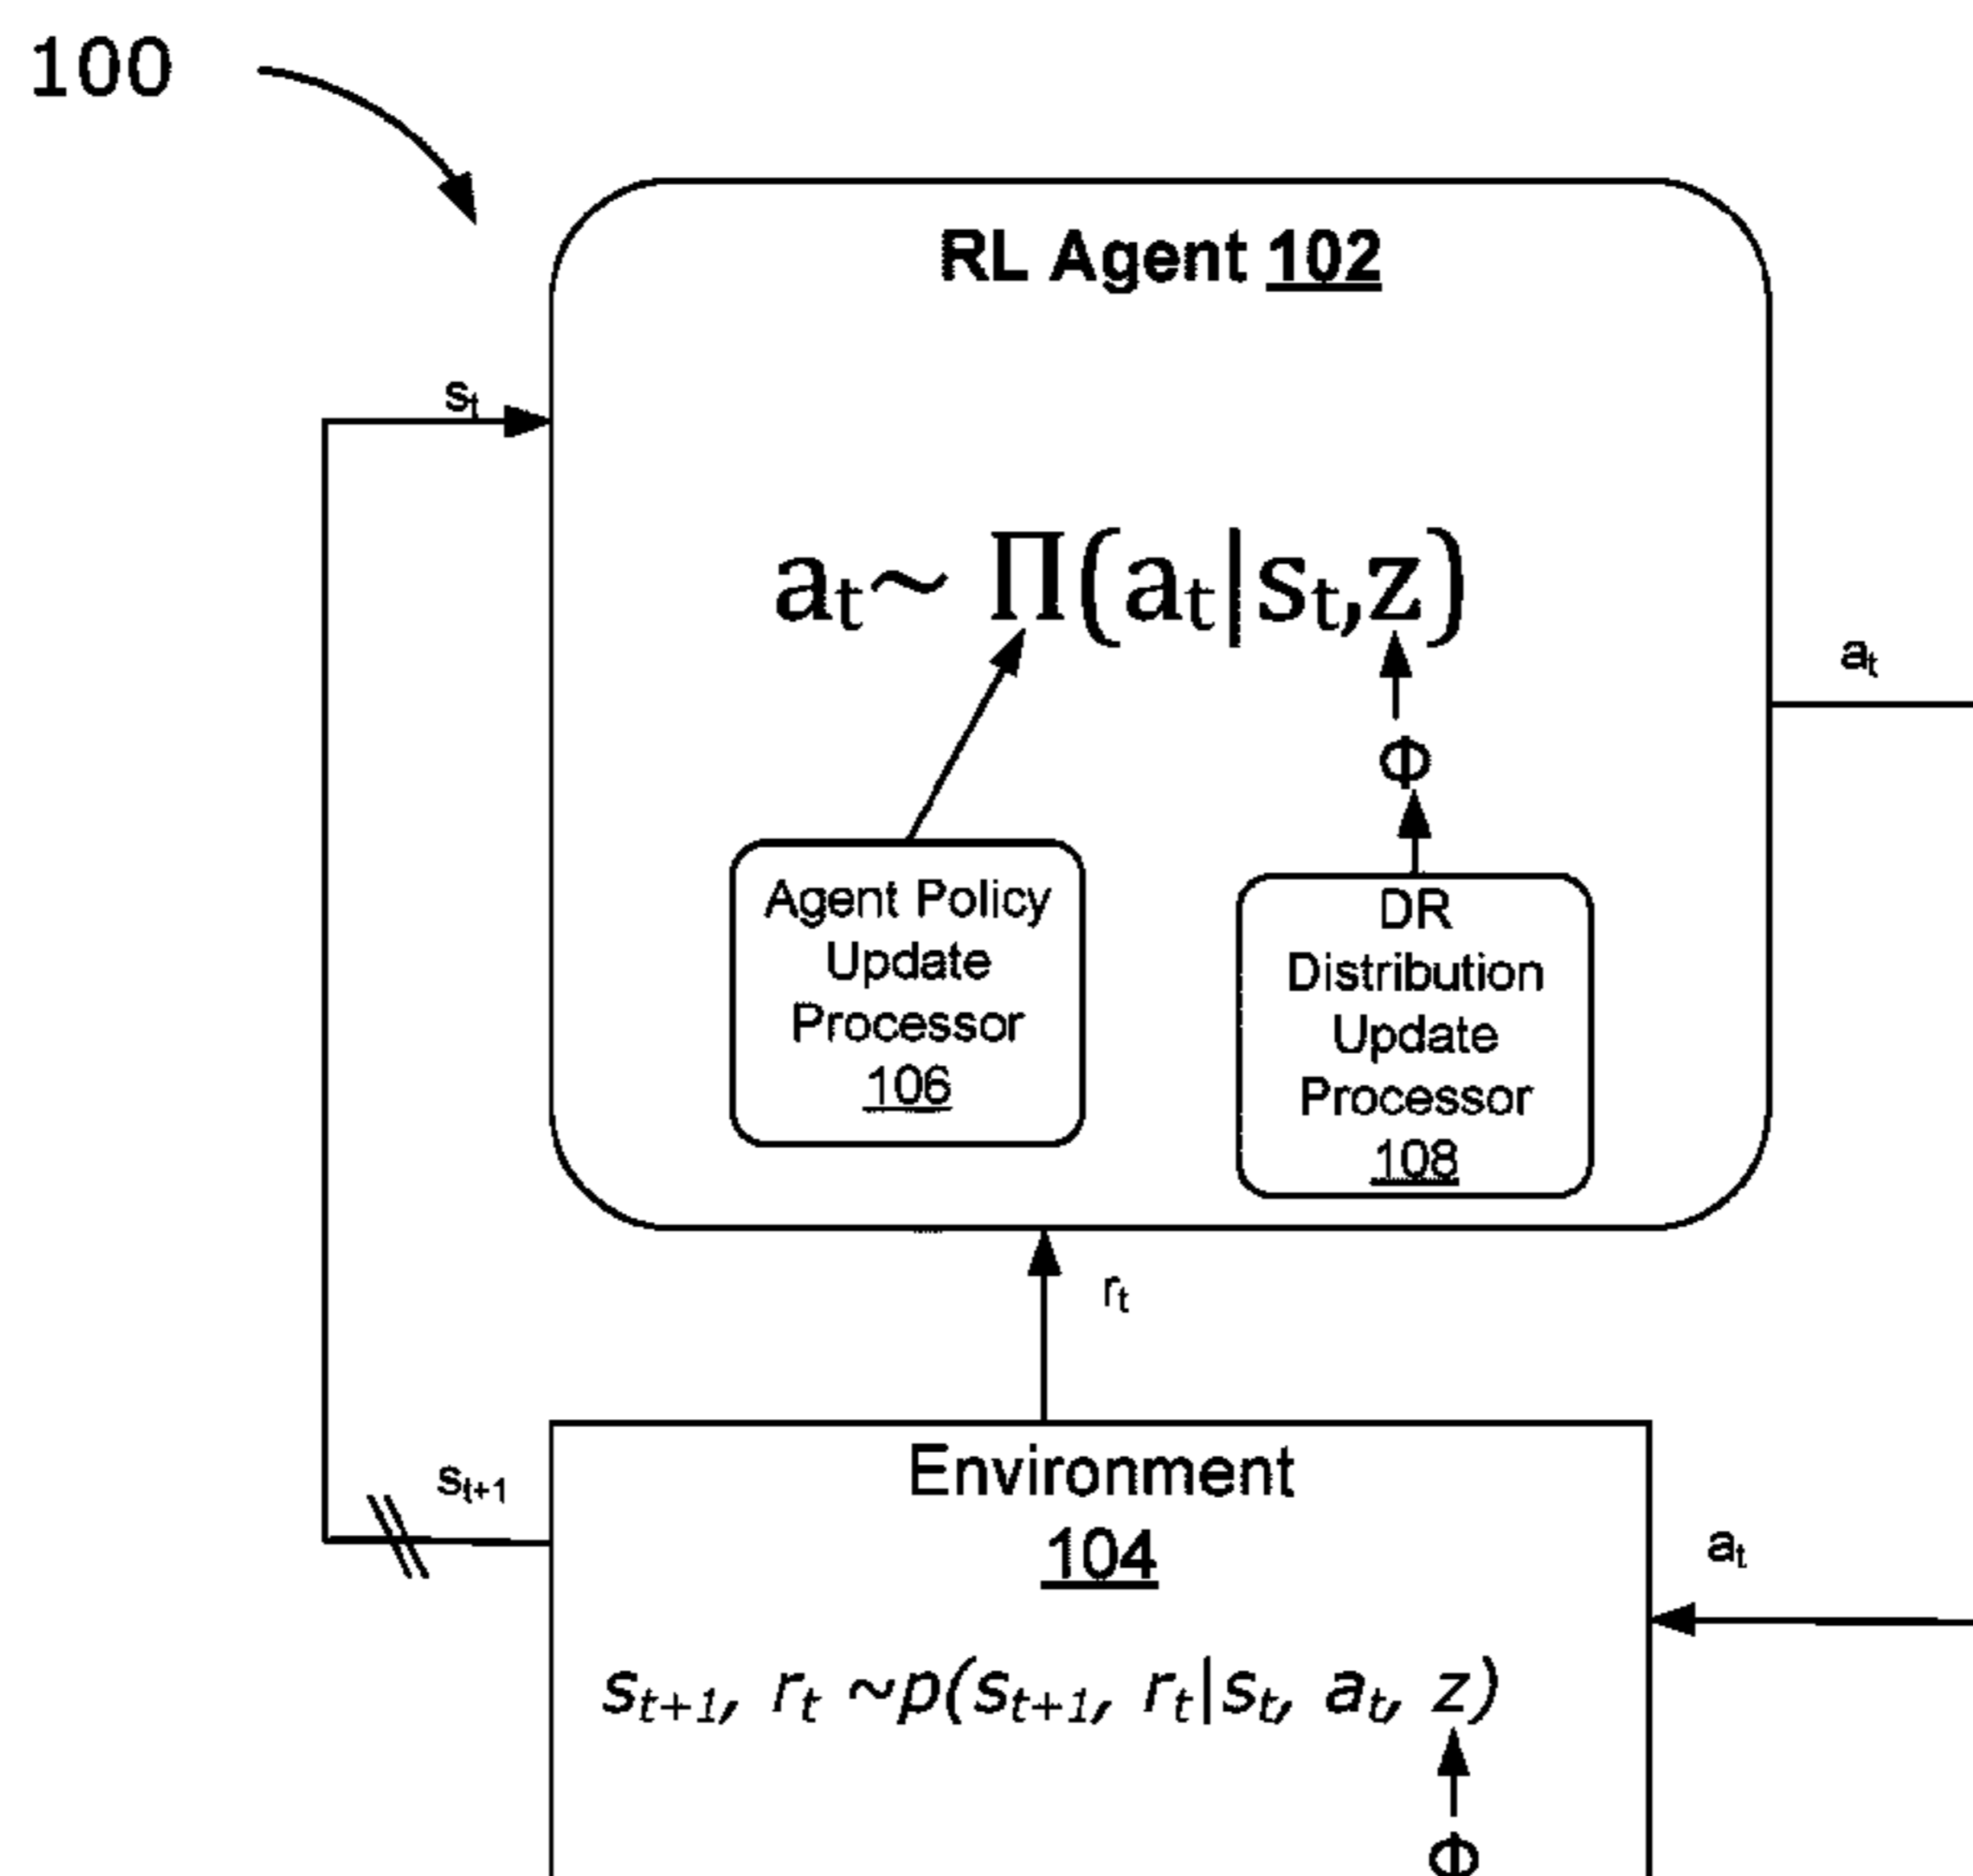 100
RL Agent 102
sₜ
aₜ~ Π(aₜ|sₜ,z)
aₜ
Φ
Agent Policy
Update
Processor
106
DR
Distribution
Update
Processor
108
rₜ
Environment
104
sₜ₊₁
aₜ
sₜ₊₁, rₜ ~p(sₜ₊₁, rₜ|sₜ, aₜ, z)
Φ